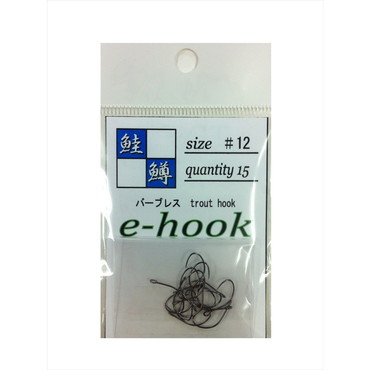 鮭 size #12
鱒 quantity 15
バーブレス trout hook
e-hook